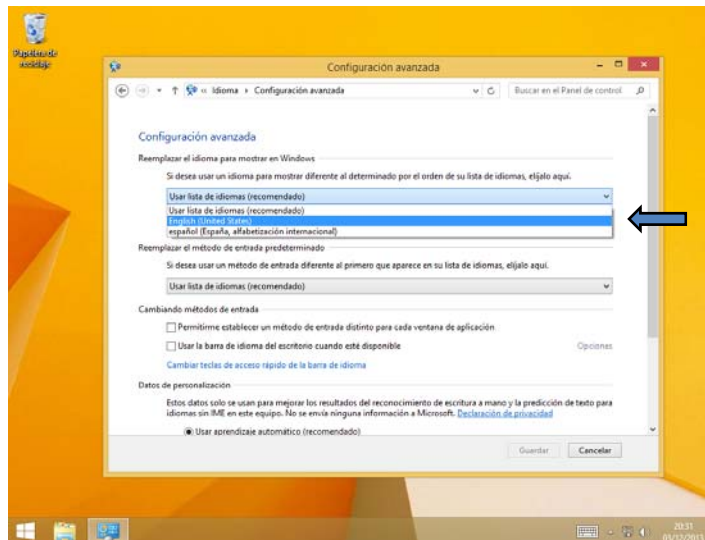 Papelera de
reciclaje
Configuración avanzada
« Idioma › Configuración avanzada
Buscar en el Panel de control
Configuración avanzada
Reemplazar el idioma para mostrar en Windows
Si desea usar un idioma para mostrar diferente al determinado por el orden de su lista de idiomas, elíjalo aquí.
Usar lista de idiomas (recomendado)
Usar lista de idiomas (recomendado)
English (United States)
español (España, alfabetización internacional)
Reemplazar el método de entrada predeterminado
Si desea usar un método de entrada diferente al primero que aparece en su lista de idiomas, elíjalo aquí.
Usar lista de idiomas (recomendado)
Cambiando métodos de entrada
Permitirme establecer un método de entrada distinto para cada ventana de aplicación
Usar la barra de idioma del escritorio cuando esté disponible
Opciones
Cambiar teclas de acceso rápido de la barra de idioma
Datos de personalización
Estos datos solo se usan para mejorar los resultados del reconocimiento de escritura a mano y la predicción de texto para
idiomas sin IME en este equipo. No se envía ninguna información a Microsoft. Declaración de privacidad
Usar aprendizaje automático (recomendado)
Guardar
Cancelar
20:31
03/12/2013